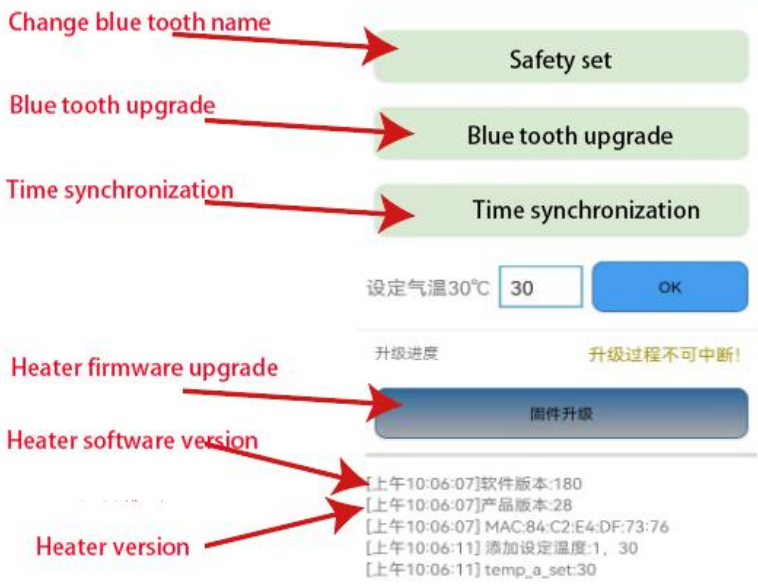 Change blue tooth name
Safety set
Blue tooth upgrade
Blue tooth upgrade
Time synchronization
Time synchronization
设定气温30℃ 30 OK
升级进度 升级过程不可中断!
Heater firmware upgrade
固件升级
Heater software version
[上午10:06:07]软件版本:180
[上午10:06:07]产品版本:28
[上午10:06:07] MAC:84:C2:E4:DF:73:76
Heater version
[上午10:06:11] 添加设定温度:1，30
[上午10:06:11] temp_a_set:30